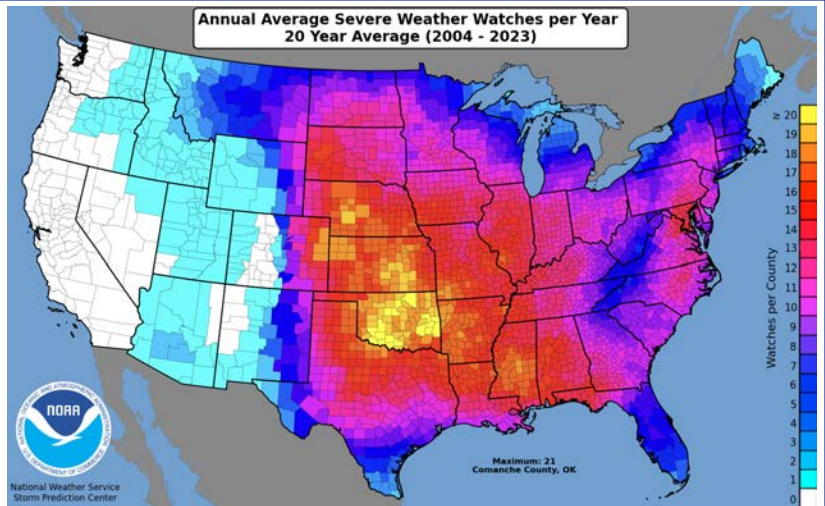 Annual Average Severe Weather Watches per Year
20 Year Average (2004 - 2023)
≥ 20
19
18
17
16
15
14
13
12
11
10
9
8
7
6
5
4
3
2
1
0
Watches per County
Maximum: 21
Comanche County, OK
NATIONAL OCEANIC AND ATMOSPHERIC ADMINISTRATION
NOAA
U.S. DEPARTMENT OF COMMERCE
National Weather Service
Storm Prediction Center